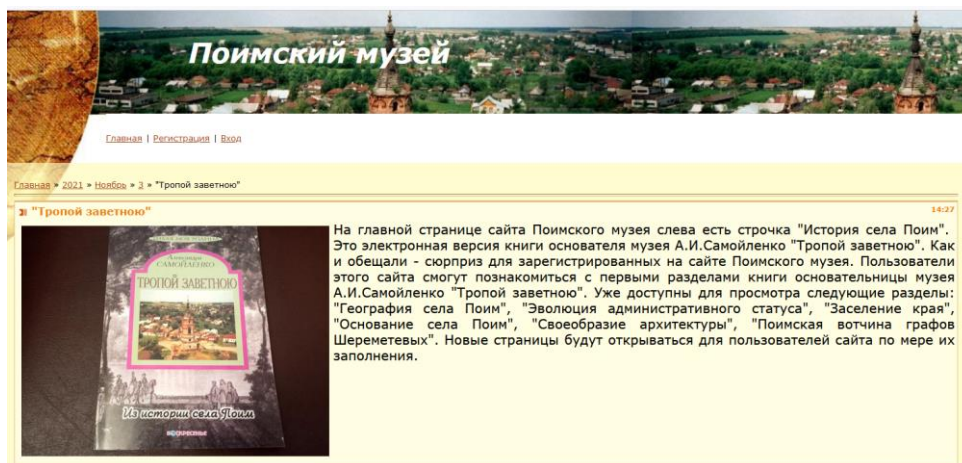 Поимский музей
Главная | Регистрация | Вход
Главная » 2021 » Ноябрь » 3 » "Тропой заветною"
"Тропой заветною"
14:27
На главной странице сайта Поимского музея слева есть строчка "История села Поим".
Это электронная версия книги основателя музея А.И.Самойленко "Тропой заветною". Как
и обещали - сюрприз для зарегистрированных на сайте Поимского музея. Пользователи
этого сайта смогут познакомиться с первыми разделами книги основательницы музея
А.И.Самойленко "Тропой заветною". Уже доступны для просмотра следующие разделы:
"География села Поим", "Эволюция административного статуса", "Заселение края",
"Основание села Поим", "Своеобразие архитектуры", "Поимская вотчина графов
Шереметевых". Новые страницы будут открываться для пользователей сайта по мере их
заполнения.
Александра
САМОЙЛЕНКО
ТРОПОЙ ЗАВЕТНОЮ
Из истории села Поим
ВОСКРЕСЕНЬЕ